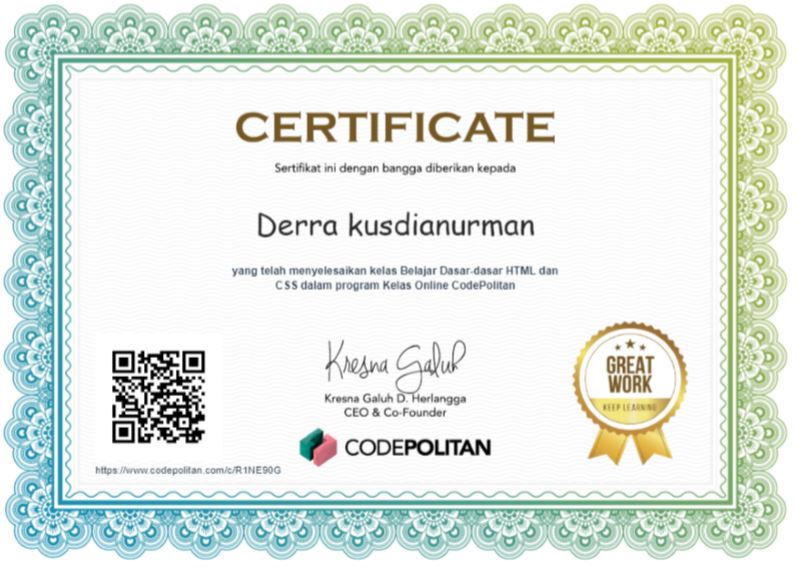 CERTIFICATE
Sertifikat ini dengan bangga diberikan kepada
Derra kusdianurman
yang telah menyelesaikan kelas Belajar Dasar-dasar HTML dan
CSS dalam program Kelas Online CodePolitan
Kresna Galuh
Kresna Galuh D. Herlangga
CEO & Co-Founder
CODEPOLITAN
GREAT
WORK
KEEP LEARNING
https://www.codepolitan.com/c/R1NE90G